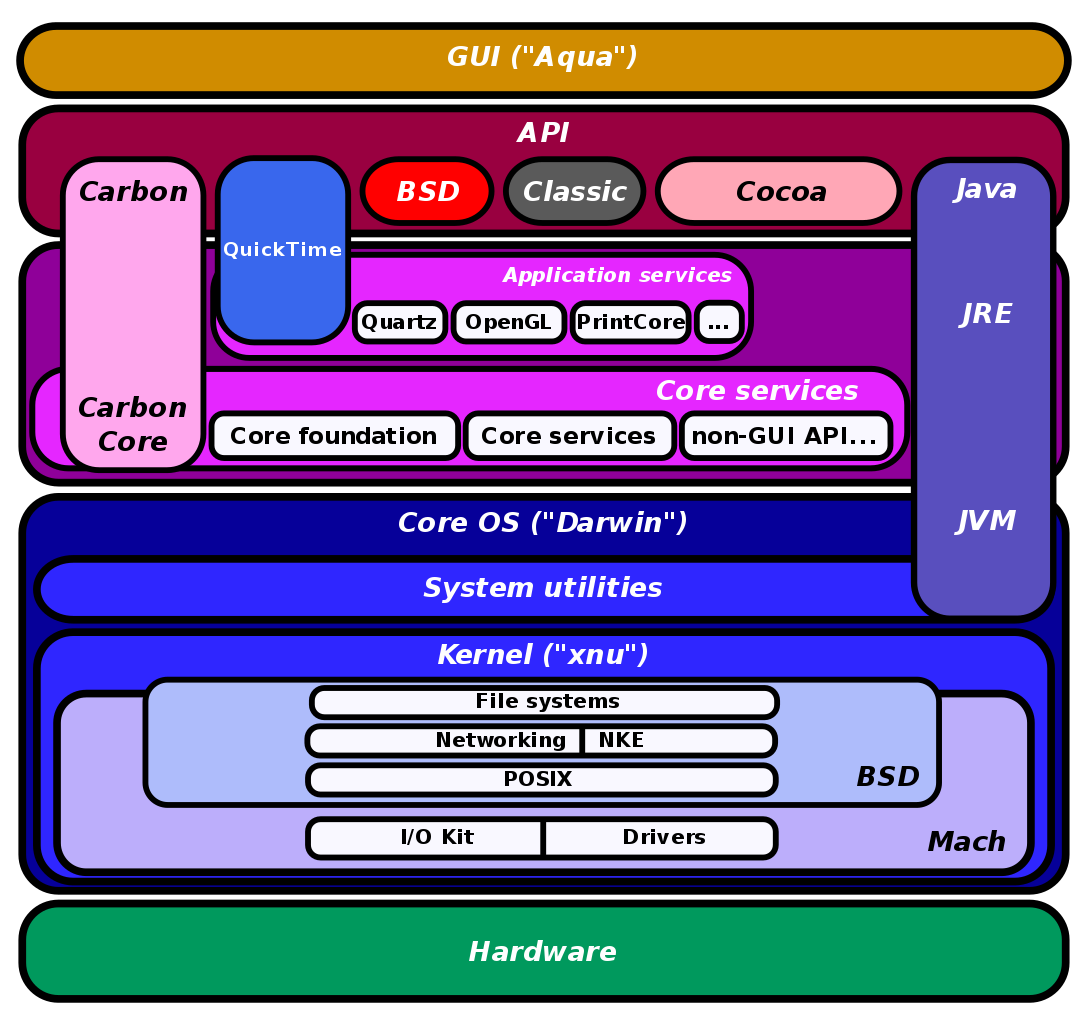 GUI ("Aqua")
API
Carbon
BSD
Classic
Cocoa
Java
QuickTime
Application services
Quartz
OpenGL
PrintCore
...
JRE
Carbon
Core
Core services
Core foundation
Core services
non-GUI API...
Core OS ("Darwin")
JVM
System utilities
Kernel ("xnu")
File systems
Networking
NKE
POSIX
BSD
I/O Kit
Drivers
Mach
Hardware